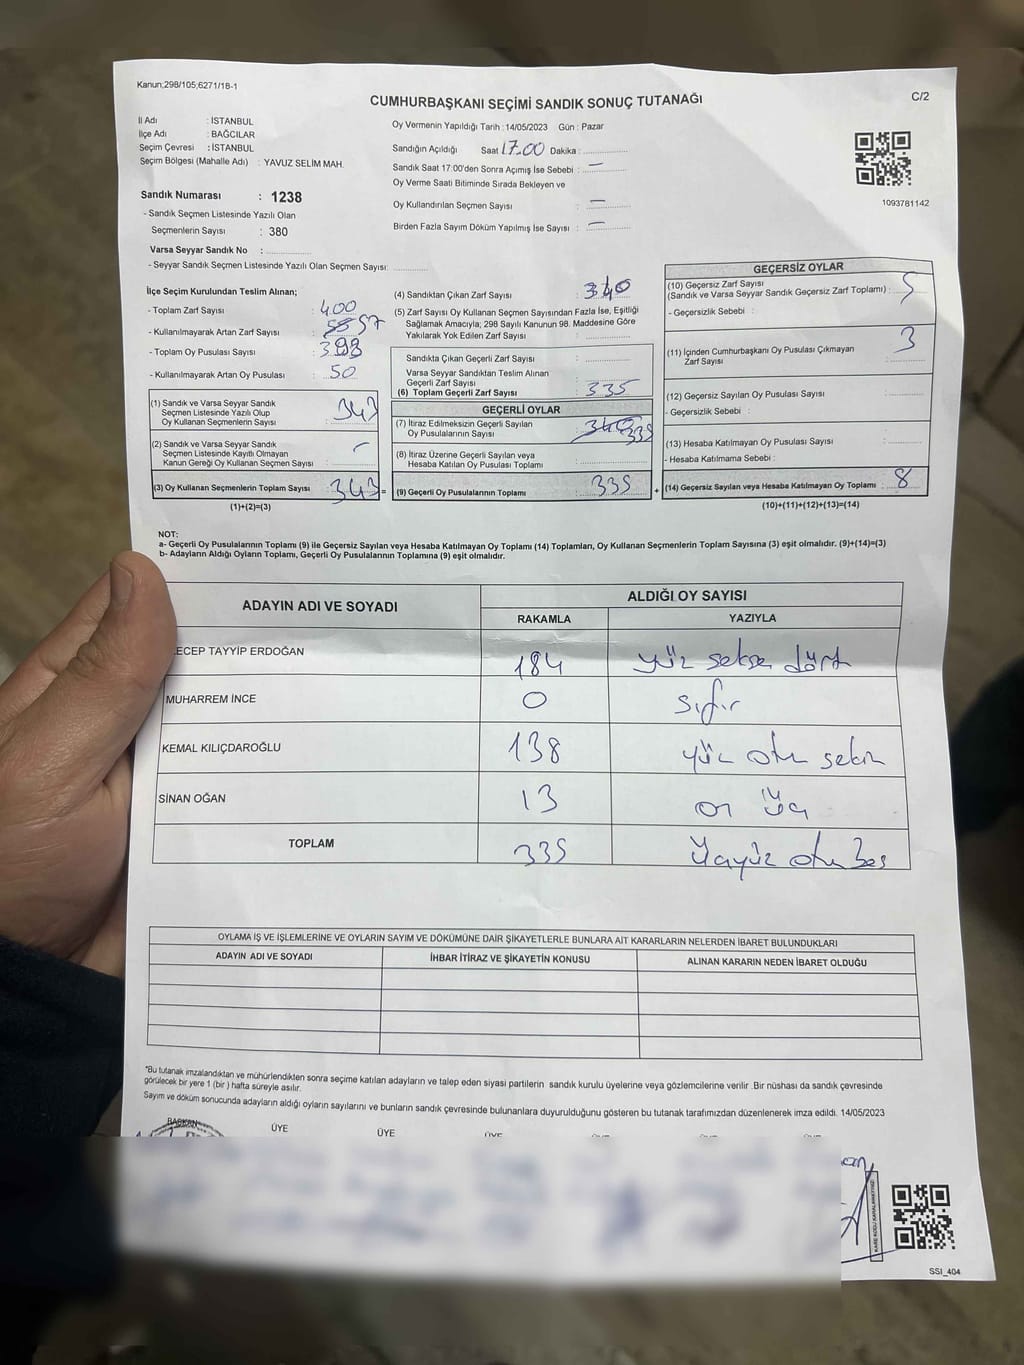 Kanun;298/105;6271/18-1
CUMHURBAŞKANI SEÇİMİ SANDIK SONUÇ TUTANAĞI
C/2
İl Adı : İSTANBUL
İlçe Adı : BAĞCILAR
Seçim Çevresi : İSTANBUL
Seçim Bölgesi (Mahalle Adı) : YAVUZ SELİM MAH.
Sandık Numarası : 1238
- Sandık Seçmen Listesinde Yazılı Olan
Seçmenlerin Sayısı : 380
Varsa Seyyar Sandık No :
- Seyyar Sandık Seçmen Listesinde Yazılı Olan Seçmen Sayısı:
Oy Vermenin Yapıldığı Tarih : 14/05/2023 Gün : Pazar
Sandığın Açıldığı Saat 17.00 Dakika :
Sandık Saat 17:00'den Sonra Açımış İse Sebebi : —
Oy Verme Saati Bitiminde Sırada Bekleyen ve
Oy Kullandırılan Seçmen Sayısı : —
Birden Fazla Sayım Döküm Yapılmış İse Sayısı : —
1093781142
İlçe Seçim Kurulundan Teslim Alınan;
- Toplam Zarf Sayısı : 400
- Kullanılmayarak Artan Zarf Sayısı : 57
- Toplam Oy Pusulası Sayısı : 393
- Kullanılmayarak Artan Oy Pusulası : 50
(1) Sandık ve Varsa Seyyar Sandık
Seçmen Listesinde Yazılı Olup
Oy Kullanan Seçmenlerin Sayısı : 343
(2) Sandık ve Varsa Seyyar Sandık
Seçmen Listesinde Kayıtlı Olmayan
Kanun Gereği Oy Kullanan Seçmen Sayısı : —
(3) Oy Kullanan Seçmenlerin Toplam Sayısı : 343 =
(1)+(2)=(3)
(4) Sandıktan Çıkan Zarf Sayısı : 340
(5) Zarf Sayısı Oy Kullanan Seçmen Sayısından Fazla İse, Eşitliği
Sağlamak Amacıyla; 298 Sayılı Kanunun 98. Maddesine Göre
Yakılarak Yok Edilen Zarf Sayısı :
Sandıkta Çıkan Geçerli Zarf Sayısı :
Varsa Seyyar Sandıktan Teslim Alınan
Geçerli Zarf Sayısı :
(6) Toplam Geçerli Zarf Sayısı : 335
GEÇERLİ OYLAR
(7) İtiraz Edilmeksizin Geçerli Sayılan
Oy Pusulalarının Sayısı : 335
(8) İtiraz Üzerine Geçerli Sayılan veya
Hesaba Katılan Oy Pusulası Toplamı :
(9) Geçerli Oy Pusulalarının Toplamı : 335 +
GEÇERSİZ OYLAR
(10) Geçersiz Zarf Sayısı
(Sandık ve Varsa Seyyar Sandık Geçersiz Zarf Toplamı) : 5
- Geçersizlik Sebebi :
(11) İçinden Cumhurbaşkanı Oy Pusulası Çıkmayan
Zarf Sayısı : 3
(12) Geçersiz Sayılan Oy Pusulası Sayısı :
- Geçersizlik Sebebi :
(13) Hesaba Katılmayan Oy Pusulası Sayısı :
- Hesaba Katılmama Sebebi :
(14) Geçersiz Sayılan veya Hesaba Katılmayan Oy Toplamı : 8
(10)+(11)+(12)+(13)=(14)
NOT:
a- Geçerli Oy Pusulalarının Toplamı (9) ile Geçersiz Sayılan veya Hesaba Katılmayan Oy Toplamı (14) Toplamları, Oy Kullanan Seçmenlerin Toplam Sayısına (3) eşit olmalıdır. (9)+(14)=(3)
b- Adayların Aldığı Oyların Toplamı, Geçerli Oy Pusulalarının Toplamına (9) eşit olmalıdır.
ADAYIN ADI VE SOYADI ALDIĞI OY SAYISI
RAKAMLA YAZIYLA
ECEP TAYYİP ERDOĞAN 184 yüz seksen dört
MUHARREM İNCE 0 sıfır
KEMAL KILIÇDAROĞLU 138 yüz otuz sekiz
SİNAN OĞAN 13 on üç
TOPLAM 335 Üçyüz otuz beş
OYLAMA İŞ VE İŞLEMLERİNE VE OYLARIN SAYIM VE DÖKÜMÜNE DAİR ŞİKAYETLERLE BUNLARA AİT KARARLARIN NELERDEN İBARET BULUNDUKLARI
ADAYIN ADI VE SOYADI İHBAR İTİRAZ VE ŞİKAYETİN KONUSU ALINAN KARARIN NEDEN İBARET OLDUĞU
*Bu tutanak imzalandıktan ve mühürlendikten sonra seçime katılan adayların ve talep eden siyasi partilerin sandık kurulu üyelerine veya gözlemcilerine verilir .Bir nüshası da sandık çevresinde
görülecek bir yere 1 (bir ) hafta süreyle asılır.
Sayım ve döküm sonucunda adayların aldığı oyların sayılarını ve bunların sandık çevresinde bulunanlara duyurulduğunu gösteren bu tutanak tarafımızdan düzenlenerek imza edildi. 14/05/2023
BAŞKAN ÜYE ÜYE ÜYE ÜYE ÜYE ÜYE
SSI_404